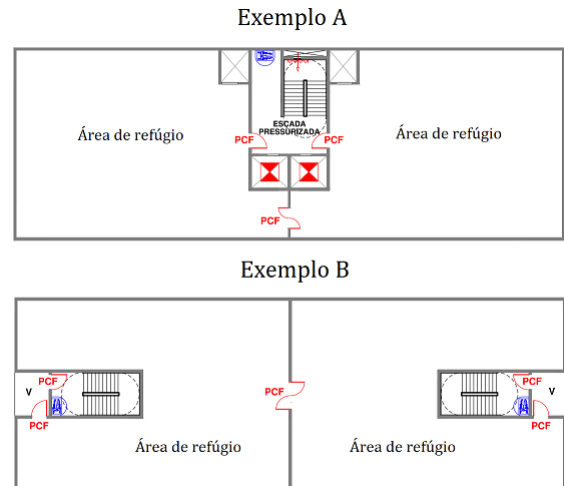 Exemplo A
ESCADA
PRESSURIZADA
Área de refúgio
Área de refúgio
PCF
PCF
PCF
Exemplo B
PCF
PCF
V
V
PCF
PCF
PCF
Área de refúgio
Área de refúgio